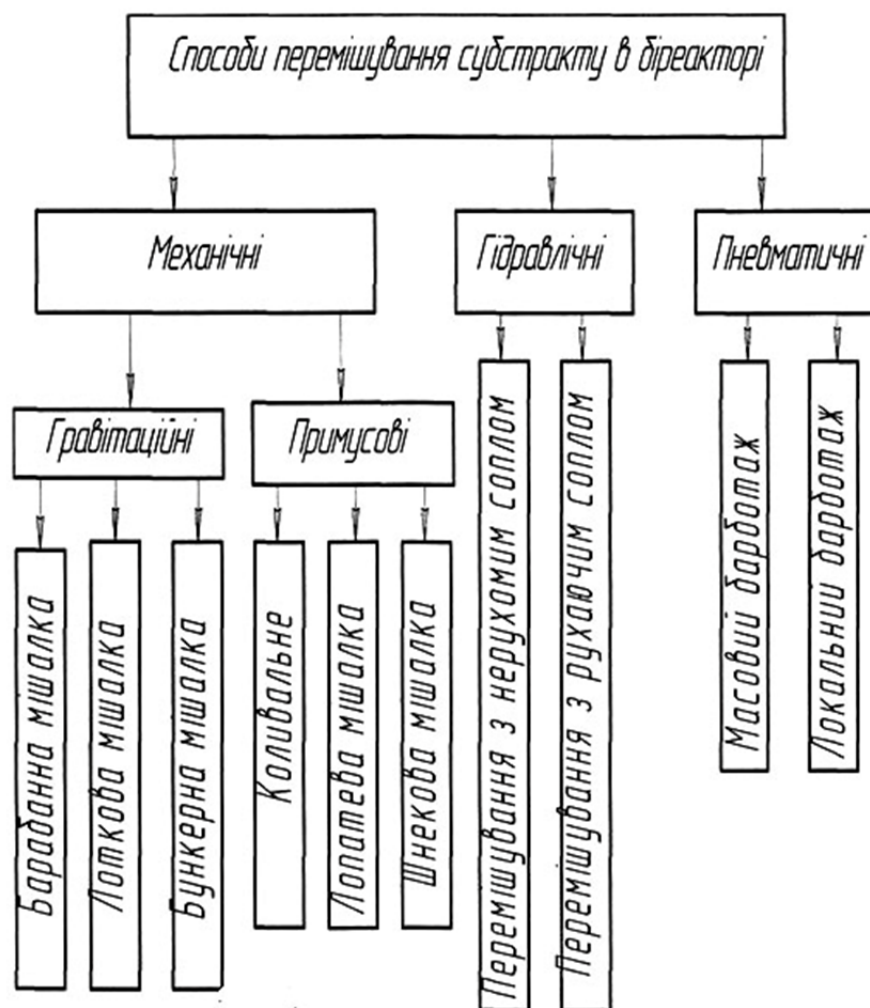 Способи перемішування субстракту в біреакторі
Механічні
Гідравлічні
Пневматичні
Гравітаційні
Примусові
Барабанна мішалка
Лоткова мішалка
Бункерна мішалка
Коливальне
Лопатева мішалка
Шнекова мішалка
Перемішування з нерухомим соплом
Перемішування з рухаючим соплом
Масовий барботаж
Локальний барботаж